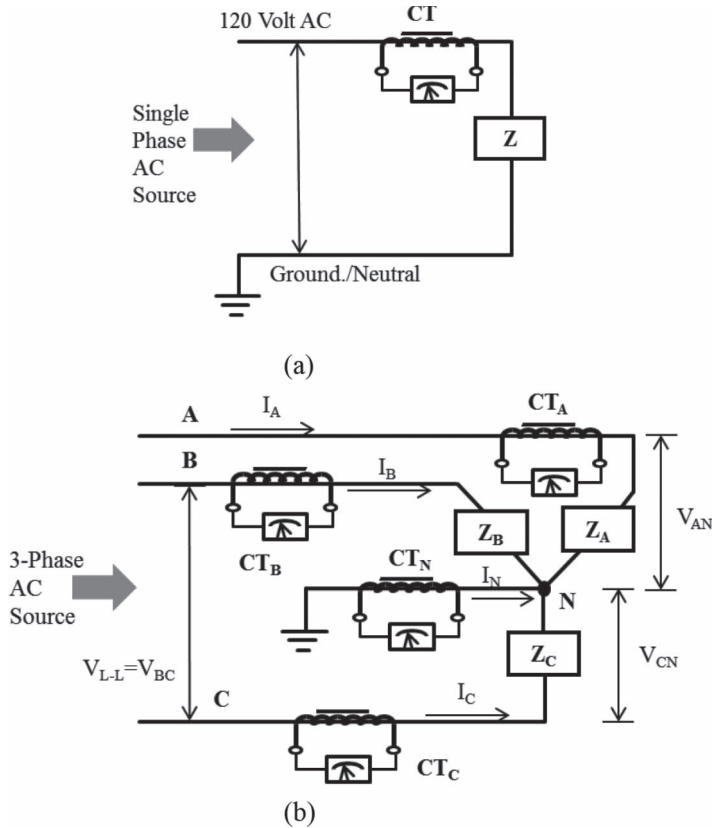 120 Volt AC
CT
Single
Phase
AC
Source
Z
Ground./Neutral
(a)
A
I_A
CT_A
B
I_B
CT_B
Z_B
Z_A
V_AN
3-Phase
AC
Source
CT_N
I_N
N
Z_C
V_CN
V_L-L=V_BC
C
I_C
CT_C
(b)